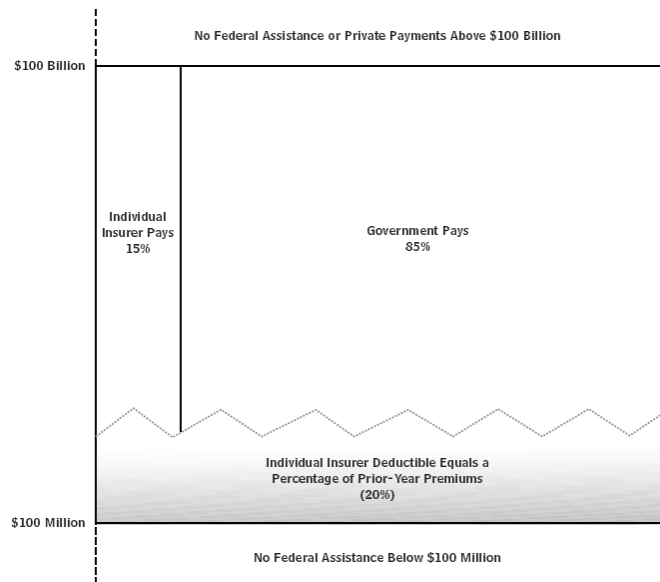 No Federal Assistance or Private Payments Above $100 Billion
$100 Billion
Individual
Insurer Pays
15%
Government Pays
85%
Individual Insurer Deductible Equals a
Percentage of Prior-Year Premiums
(20%)
$100 Million
No Federal Assistance Below $100 Million